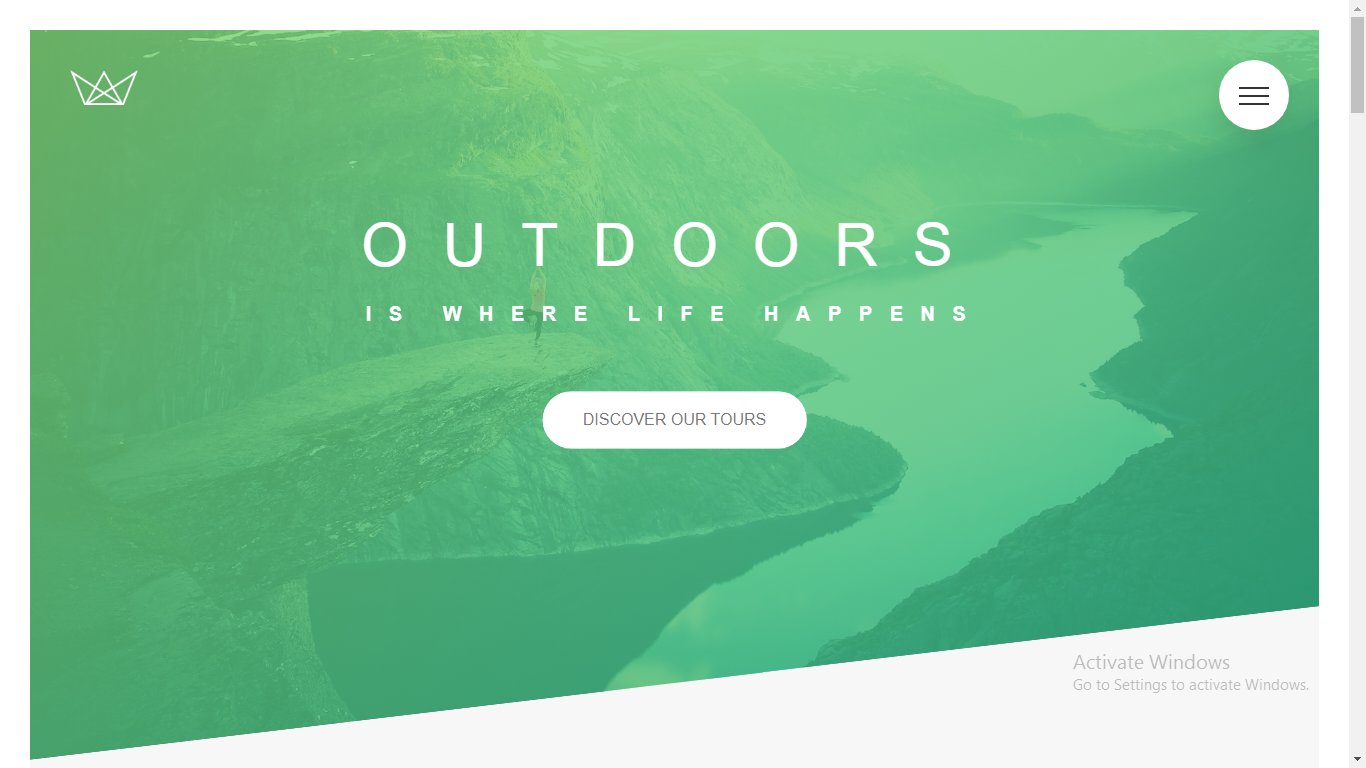 OUTDOORS
IS WHERE LIFE HAPPENS
DISCOVER OUR TOURS
Activate Windows
Go to Settings to activate Windows.